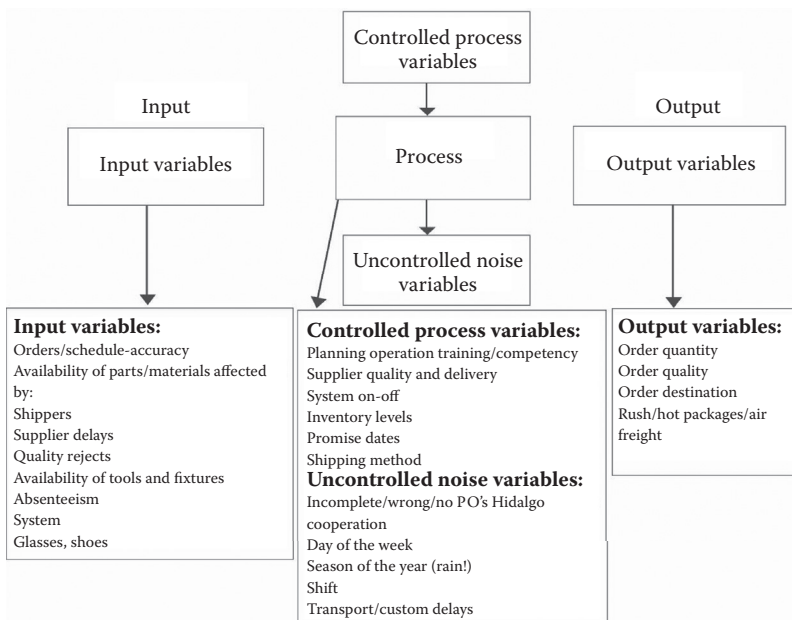 Controlled process
variables
Input
Output
Input variables
Process
Output variables
Uncontrolled noise
variables
Input variables:
Orders/schedule-accuracy
Availability of parts/materials affected
by:
Shippers
Supplier delays
Quality rejects
Availability of tools and fixtures
Absenteeism
System
Glasses, shoes
Controlled process variables:
Planning operation training/competency
Supplier quality and delivery
System on-off
Inventory levels
Promise dates
Shipping method
Uncontrolled noise variables:
Incomplete/wrong/no PO's Hidalgo
cooperation
Day of the week
Season of the year (rain!)
Shift
Transport/custom delays
Output variables:
Order quantity
Order quality
Order destination
Rush/hot packages/air
freight